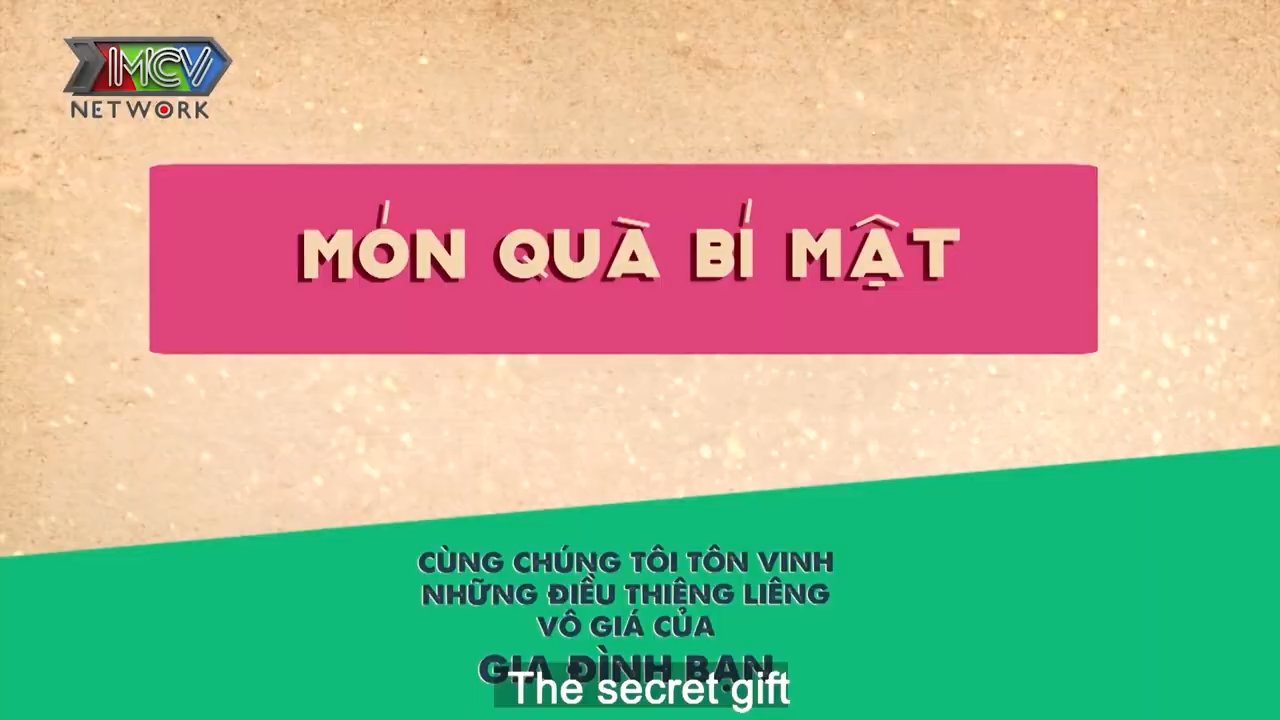 MCV
NETWORK
MÓN QUÀ BÍ MẬT
CÙNG CHÚNG TÔI TÔN VINH
NHỮNG ĐIỀU THIÊNG LIÊNG
VÔ GIÁ CỦA
GIA ĐÌNH BẠN
The secret gift